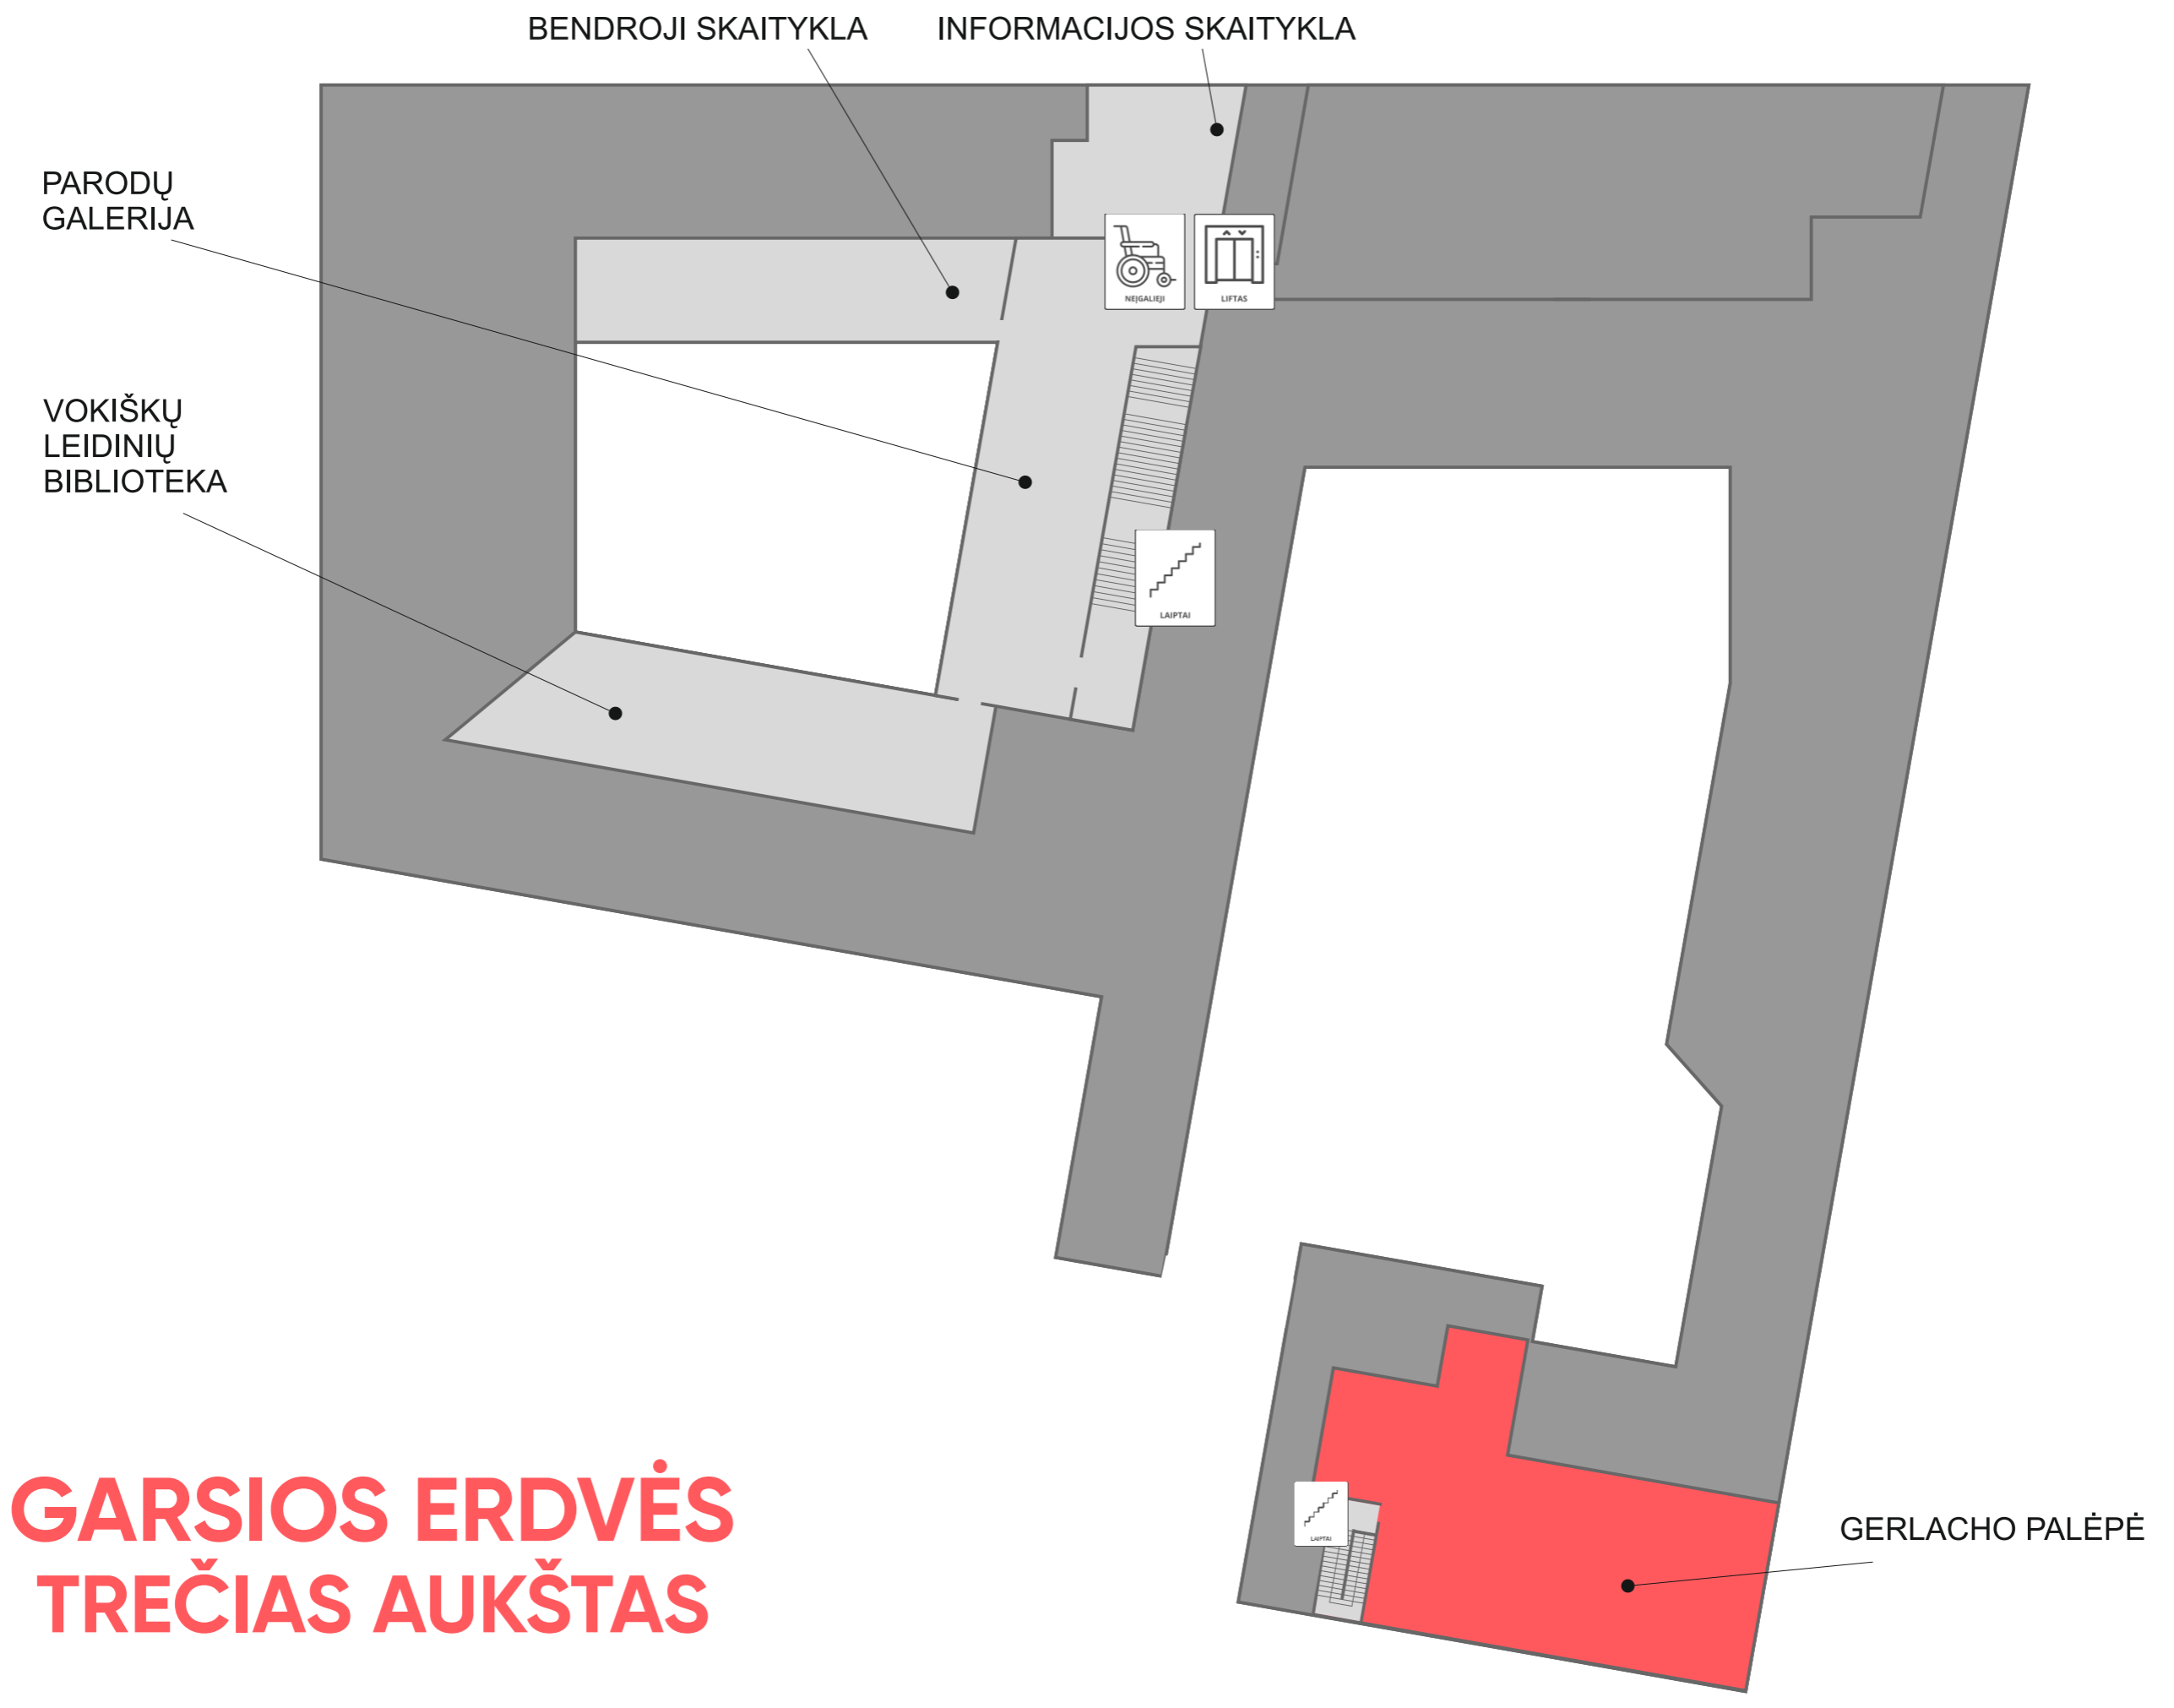 BENDROJI SKAITYKLA
INFORMACIJOS SKAITYKLA
PARODŲ
GALERIJA
NEĮGALIEJI
LIFTAS
VOKIŠKŲ
LEIDINIŲ
BIBLIOTEKA
LAIPTAI
GARSIOS ERDVĖS
TREČIAS AUKŠTAS
LAIPTAI
GERLACHO PALĖPĖ